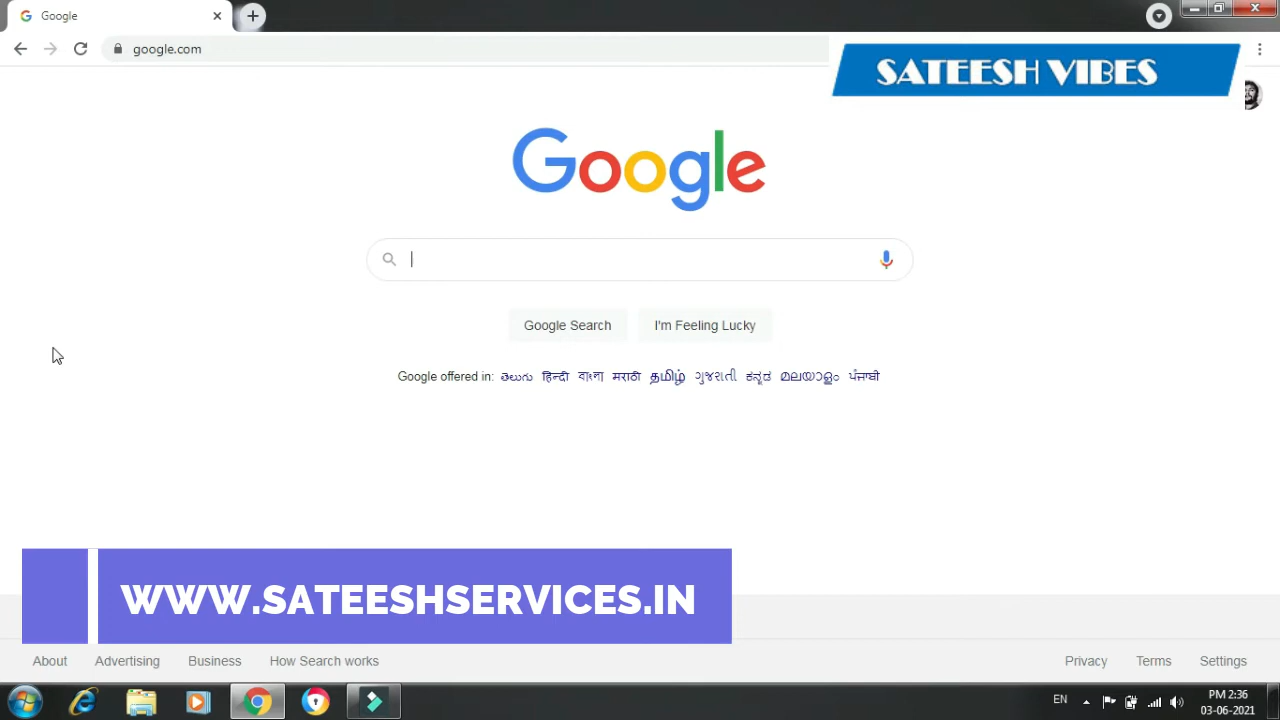 Google
google.com
SATEESH VIBES
Google
Google Search
I'm Feeling Lucky
Google offered in: తెలుగు हिन्दी বাংলা मराठी தமிழ் ગુજરાતી ಕನ್ನಡ മലയാളം ਪੰਜਾਬੀ
WWW.SATEESHSERVICES.IN
About Advertising Business How Search works Privacy Terms Settings
EN
PM 2:36
03-06-2021